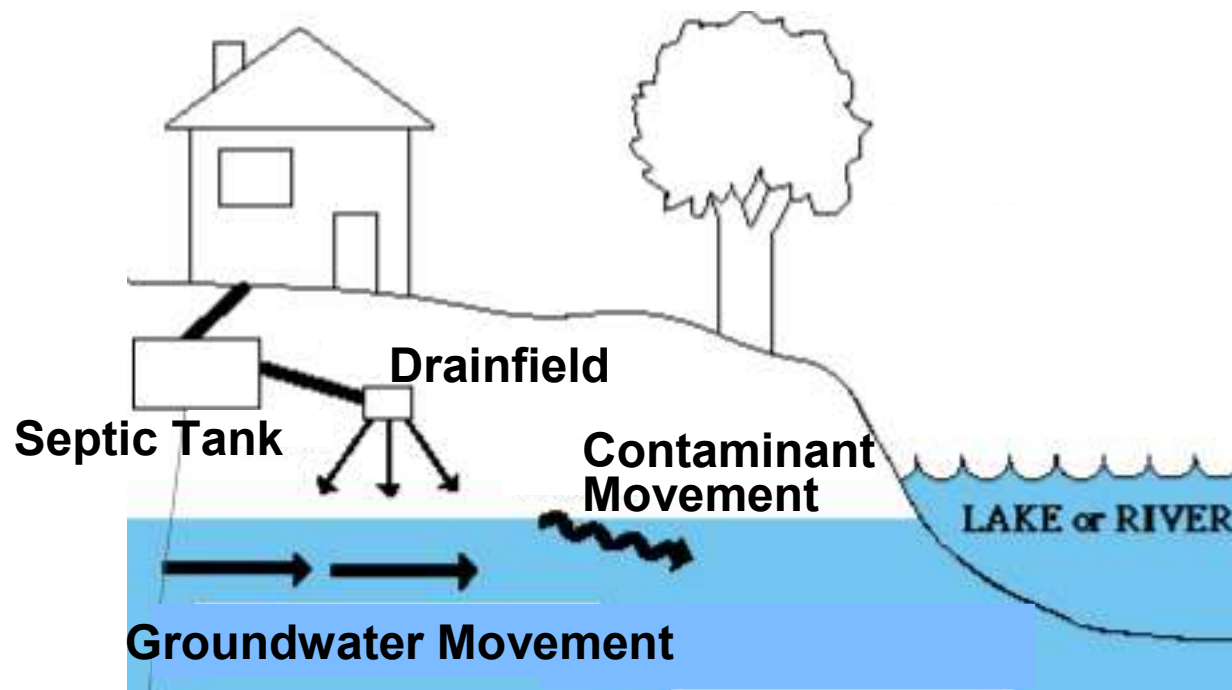 Drainfield
Septic Tank
Contaminant
Movement
LAKE or RIVER
Groundwater Movement